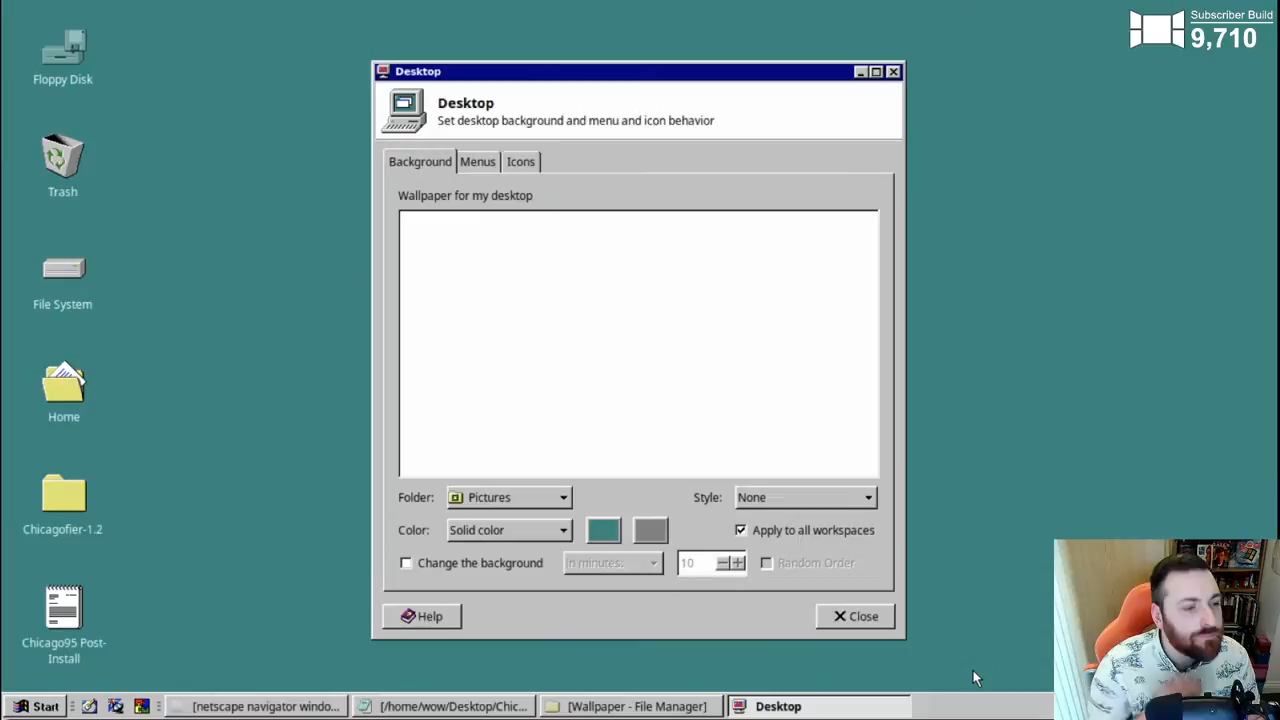 Subscriber Build
9,710
Floppy Disk
Trash
File System
Home
Chicagofier-1.2
Chicago95 Post-
Install
Desktop
Desktop
Set desktop background and menu and icon behavior
Background
Menus
Icons
Wallpaper for my desktop
Folder:
Pictures
Style:
None
Color:
Solid color
Apply to all workspaces
Change the background
in minutes:
10
Random Order
Help
Close
Start
[netscape navigator windo...
[/home/wow/Desktop/Chic...
[Wallpaper - File Manager]
Desktop